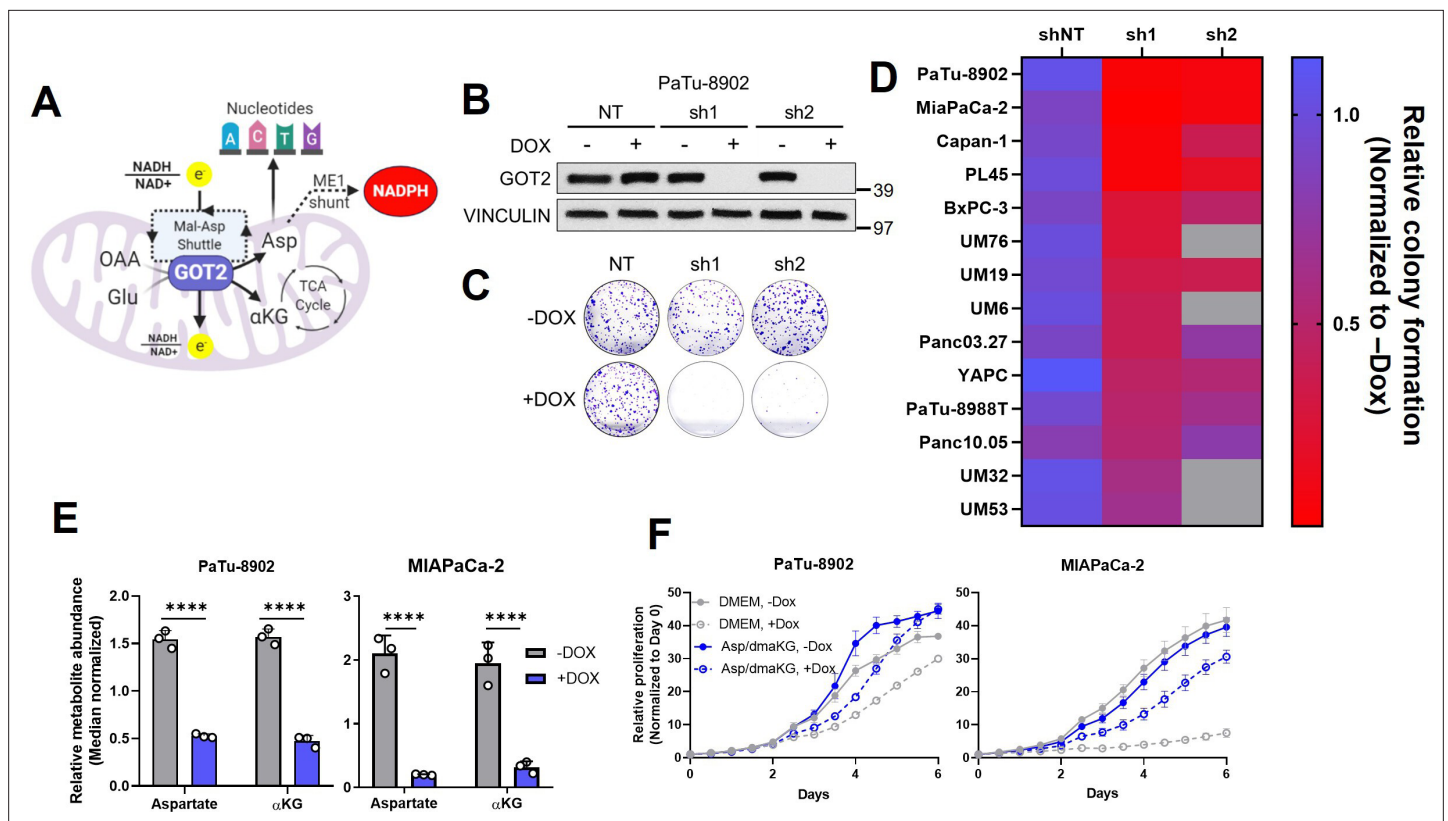 A
Nucleotides
A C T G
NADH
NAD+
e-
ME1
shunt
NADPH
Mal-Asp
Shuttle
Asp
OAA
GOT2
Glu
αKG
TCA
Cycle
NADH
NAD+
e-
B
PaTu-8902
NT sh1 sh2
DOX - + - + - +
GOT2
39
VINCULIN
97
C
NT sh1 sh2
-DOX
+DOX
D
shNT sh1 sh2
PaTu-8902
MiaPaCa-2
Capan-1
PL45
BxPC-3
UM76
UM19
UM6
Panc03.27
YAPC
PaTu-8988T
Panc10.05
UM32
UM53
1.0
0.5
Relative colony formation
(Normalized to –Dox)
E
PaTu-8902
Relative metabolite abundance
(Median normalized)
2.0
1.5
1.0
0.5
0.0
**** ****
Aspartate αKG
MIAPaCa-2
3
2
1
0
**** ****
Aspartate αKG
-DOX
+DOX
F
PaTu-8902
Relative proliferation
(Normalized to Day 0)
50
40
30
20
10
0
DMEM, -Dox
DMEM, +Dox
Asp/dmaKG, -Dox
Asp/dmaKG, +Dox
0 2 4 6
Days
MIAPaCa-2
50
40
30
20
10
0
0 2 4 6
Days